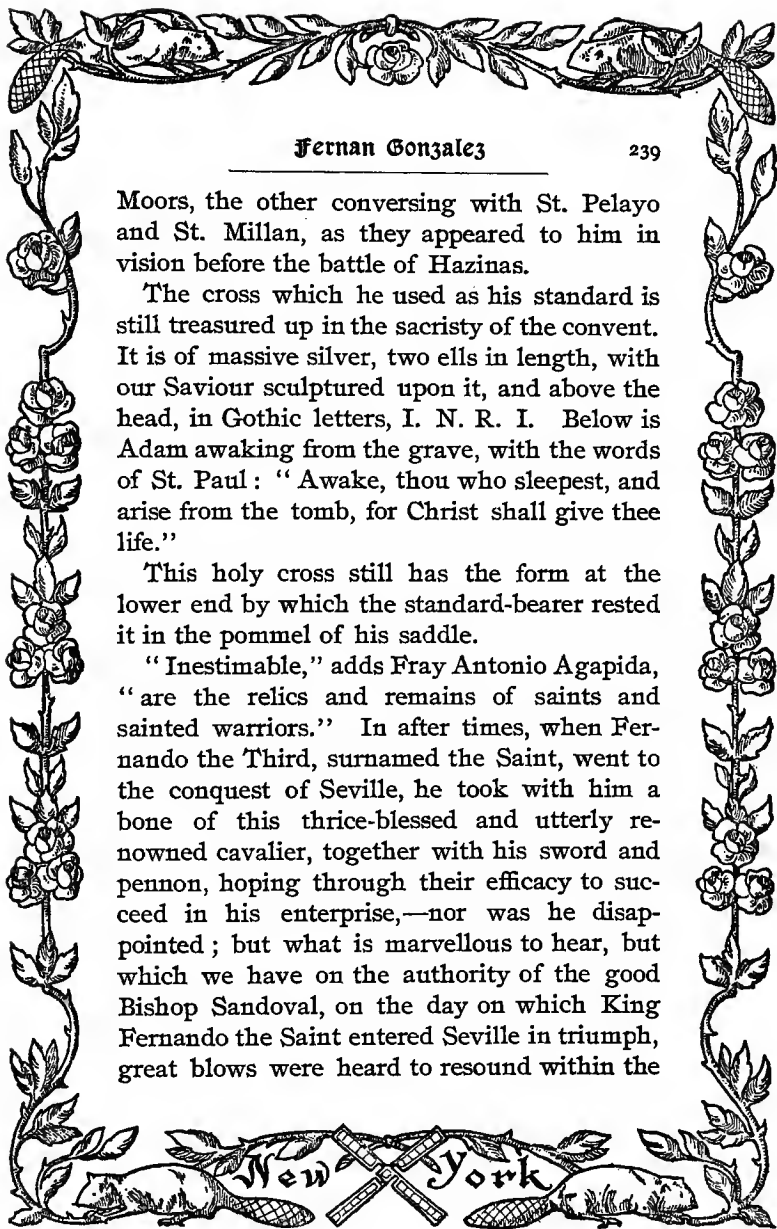 Fernan Gonzalez 239
Moors, the other conversing with St. Pelayo
and St. Millan, as they appeared to him in
vision before the battle of Hazinas.
The cross which he used as his standard is
still treasured up in the sacristy of the convent.
It is of massive silver, two ells in length, with
our Saviour sculptured upon it, and above the
head, in Gothic letters, I. N. R. I. Below is
Adam awaking from the grave, with the words
of St. Paul : “ Awake, thou who sleepest, and
arise from the tomb, for Christ shall give thee
life.”
This holy cross still has the form at the
lower end by which the standard-bearer rested
it in the pommel of his saddle.
“ Inestimable,” adds Fray Antonio Agapida,
“ are the relics and remains of saints and
sainted warriors.” In after times, when Fer-
nando the Third, surnamed the Saint, went to
the conquest of Seville, he took with him a
bone of this thrice-blessed and utterly re-
nowned cavalier, together with his sword and
pennon, hoping through their efficacy to suc-
ceed in his enterprise,—nor was he disap-
pointed ; but what is marvellous to hear, but
which we have on the authority of the good
Bishop Sandoval, on the day on which King
Fernando the Saint entered Seville in triumph,
great blows were heard to resound within the
New York